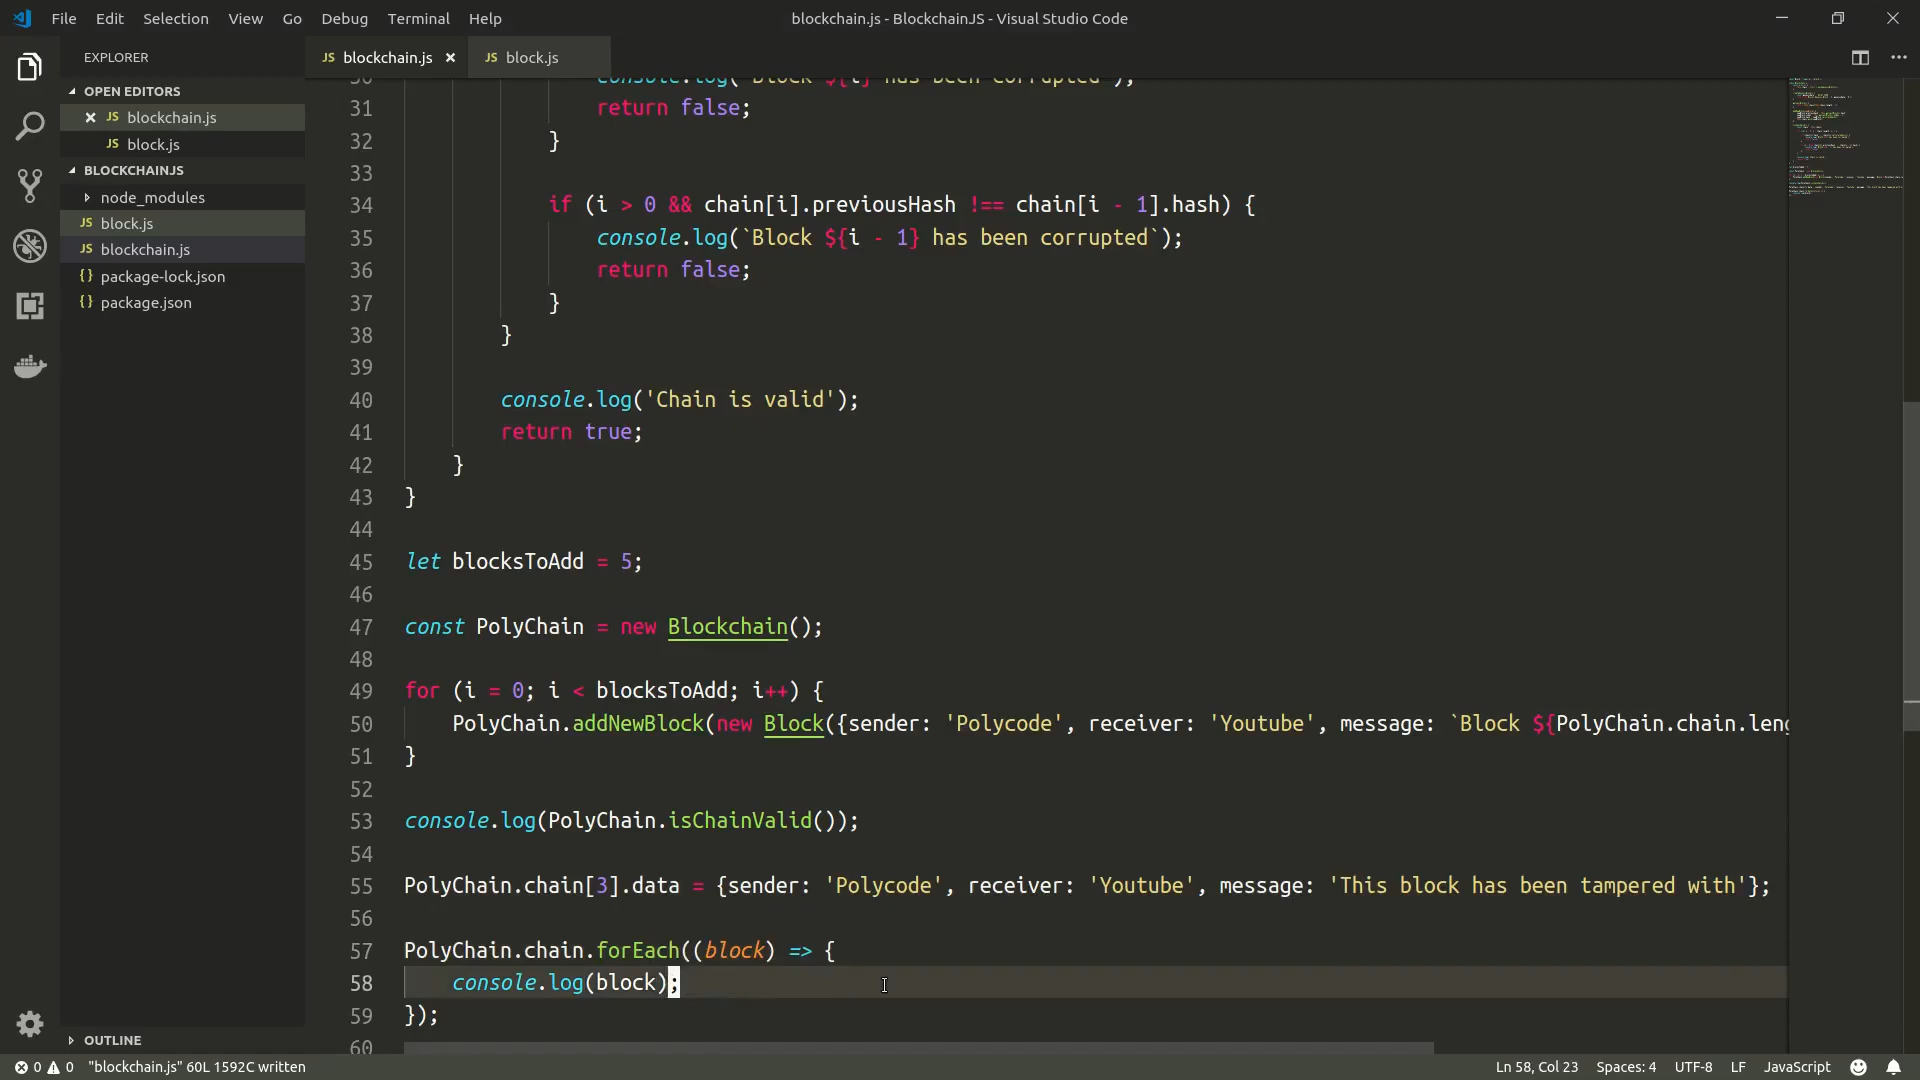 File Edit Selection View Go Debug Terminal Help
blockchain.js - BlockchainJS - Visual Studio Code
EXPLORER
JS blockchain.js
JS block.js
OPEN EDITORS
JS blockchain.js
JS block.js
BLOCKCHAINJS
node_modules
JS block.js
JS blockchain.js
{} package-lock.json
{} package.json
OUTLINE
30 console.log(`Block ${i} has been corrupted`);
31 return false;
32 }
33
34 if (i > 0 && chain[i].previousHash !== chain[i - 1].hash) {
35 console.log(`Block ${i - 1} has been corrupted`);
36 return false;
37 }
38 }
39
40 console.log('Chain is valid');
41 return true;
42 }
43 }
44
45 let blocksToAdd = 5;
46
47 const PolyChain = new Blockchain();
48
49 for (i = 0; i < blocksToAdd; i++) {
50 PolyChain.addNewBlock(new Block({sender: 'Polycode', receiver: 'Youtube', message: `Block ${PolyChain.chain.leng
51 }
52
53 console.log(PolyChain.isChainValid());
54
55 PolyChain.chain[3].data = {sender: 'Polycode', receiver: 'Youtube', message: 'This block has been tampered with'};
56
57 PolyChain.chain.forEach((block) => {
58 console.log(block);
59 });
60
0 0 "blockchain.js" 60L 1592C written
Ln 58, Col 23 Spaces: 4 UTF-8 LF JavaScript